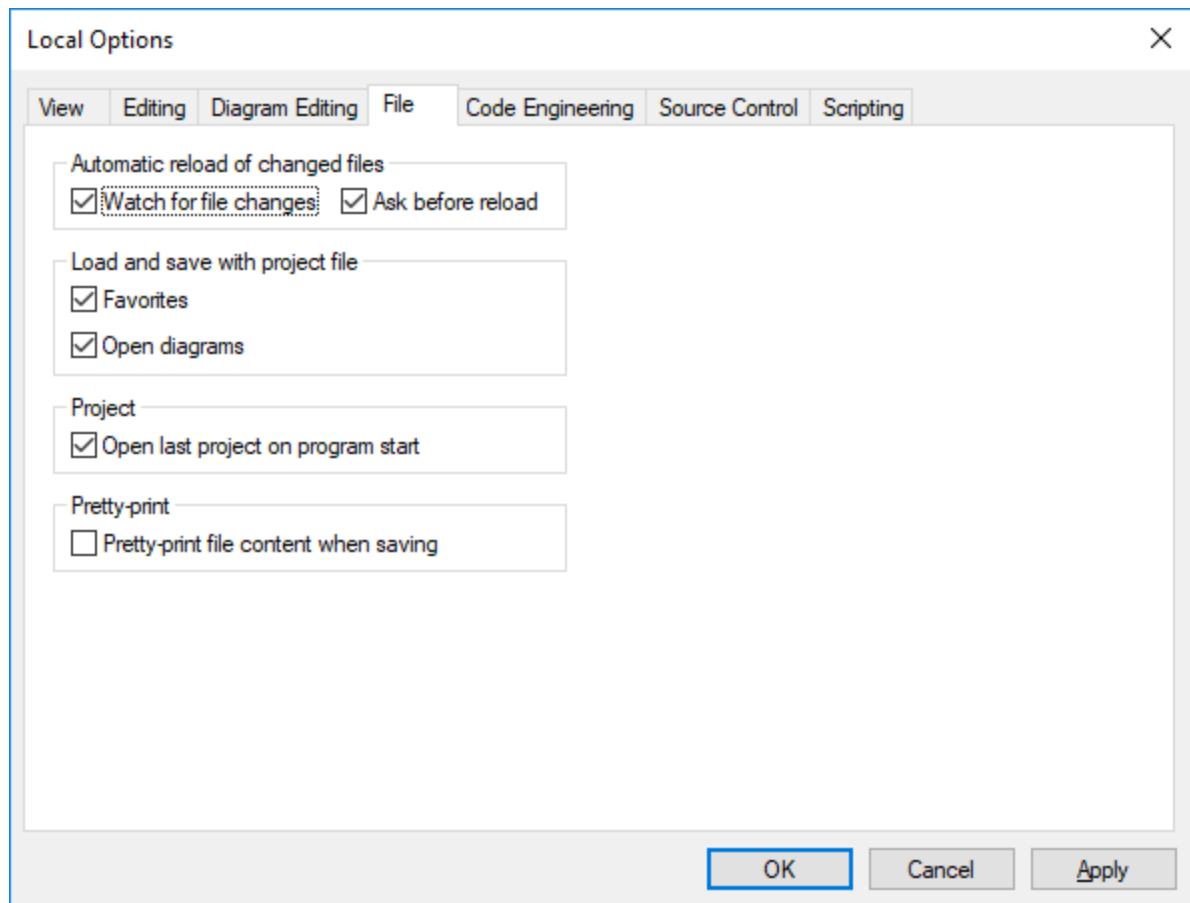 Local Options
View Editing Diagram Editing File Code Engineering Source Control Scripting
Automatic reload of changed files
Watch for file changes Ask before reload
Load and save with project file
Favorites
Open diagrams
Project
Open last project on program start
Pretty-print
Pretty-print file content when saving
OK Cancel Apply